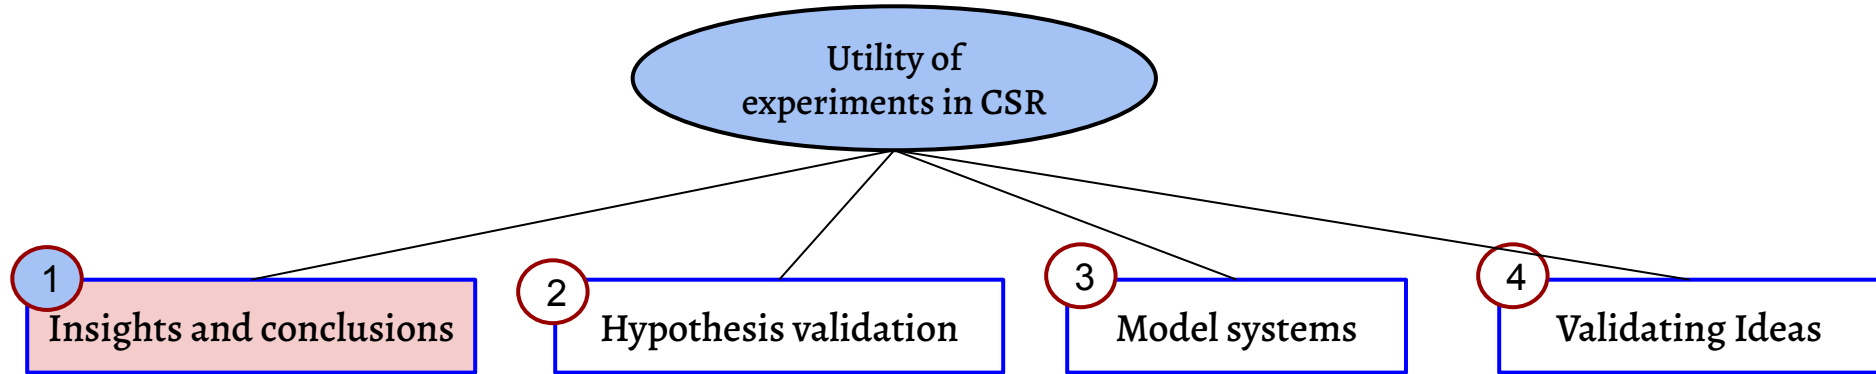 Utility of
experiments in CSR
1
Insights and conclusions
2
Hypothesis validation
3
Model systems
4
Validating Ideas